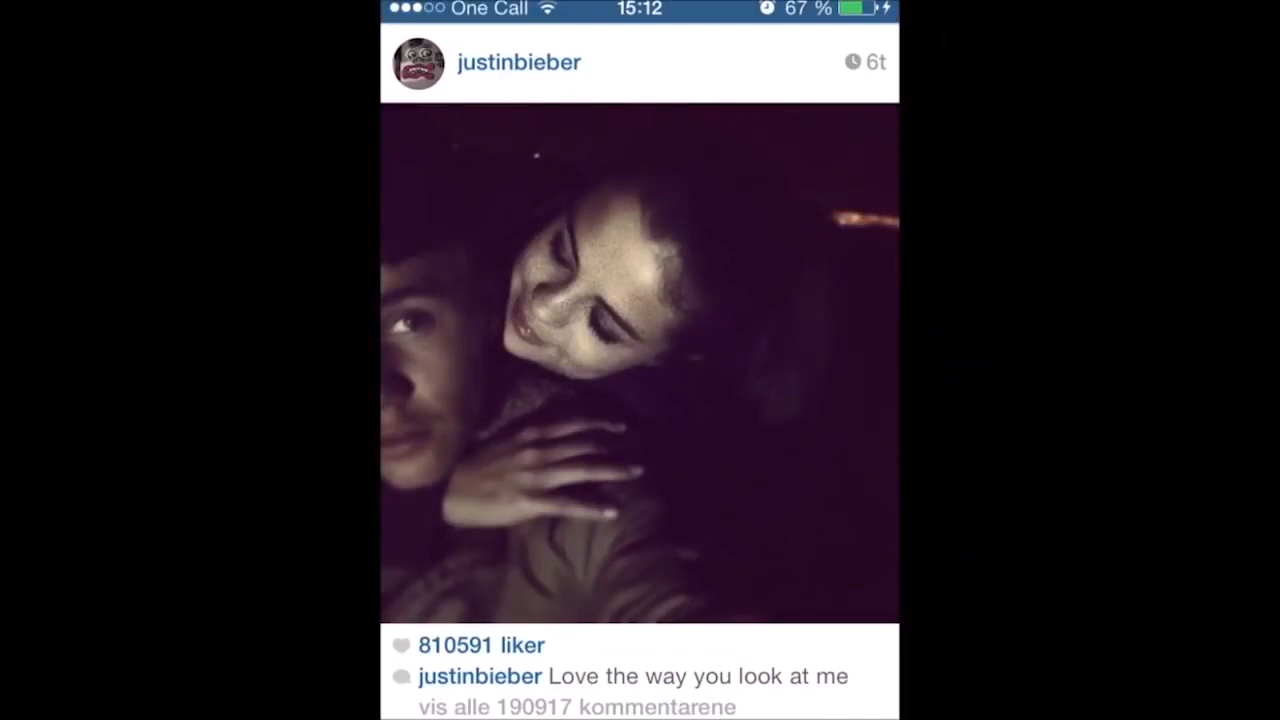 One Call 15:12 67 %
justinbieber 6t
810591 liker
justinbieber Love the way you look at me
vis alle 190917 kommentarene